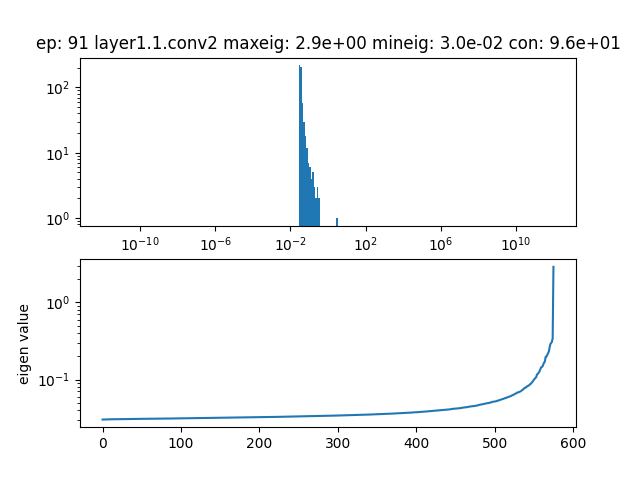 ep: 91 layer1.1.conv2 maxeig: 2.9e+00 mineig: 3.0e-02 con: 9.6e+01
10²
10¹
10⁰
10⁻¹⁰ 10⁻⁶ 10⁻² 10² 10⁶ 10¹⁰
eigen value
10⁰
10⁻¹
0 100 200 300 400 500 600